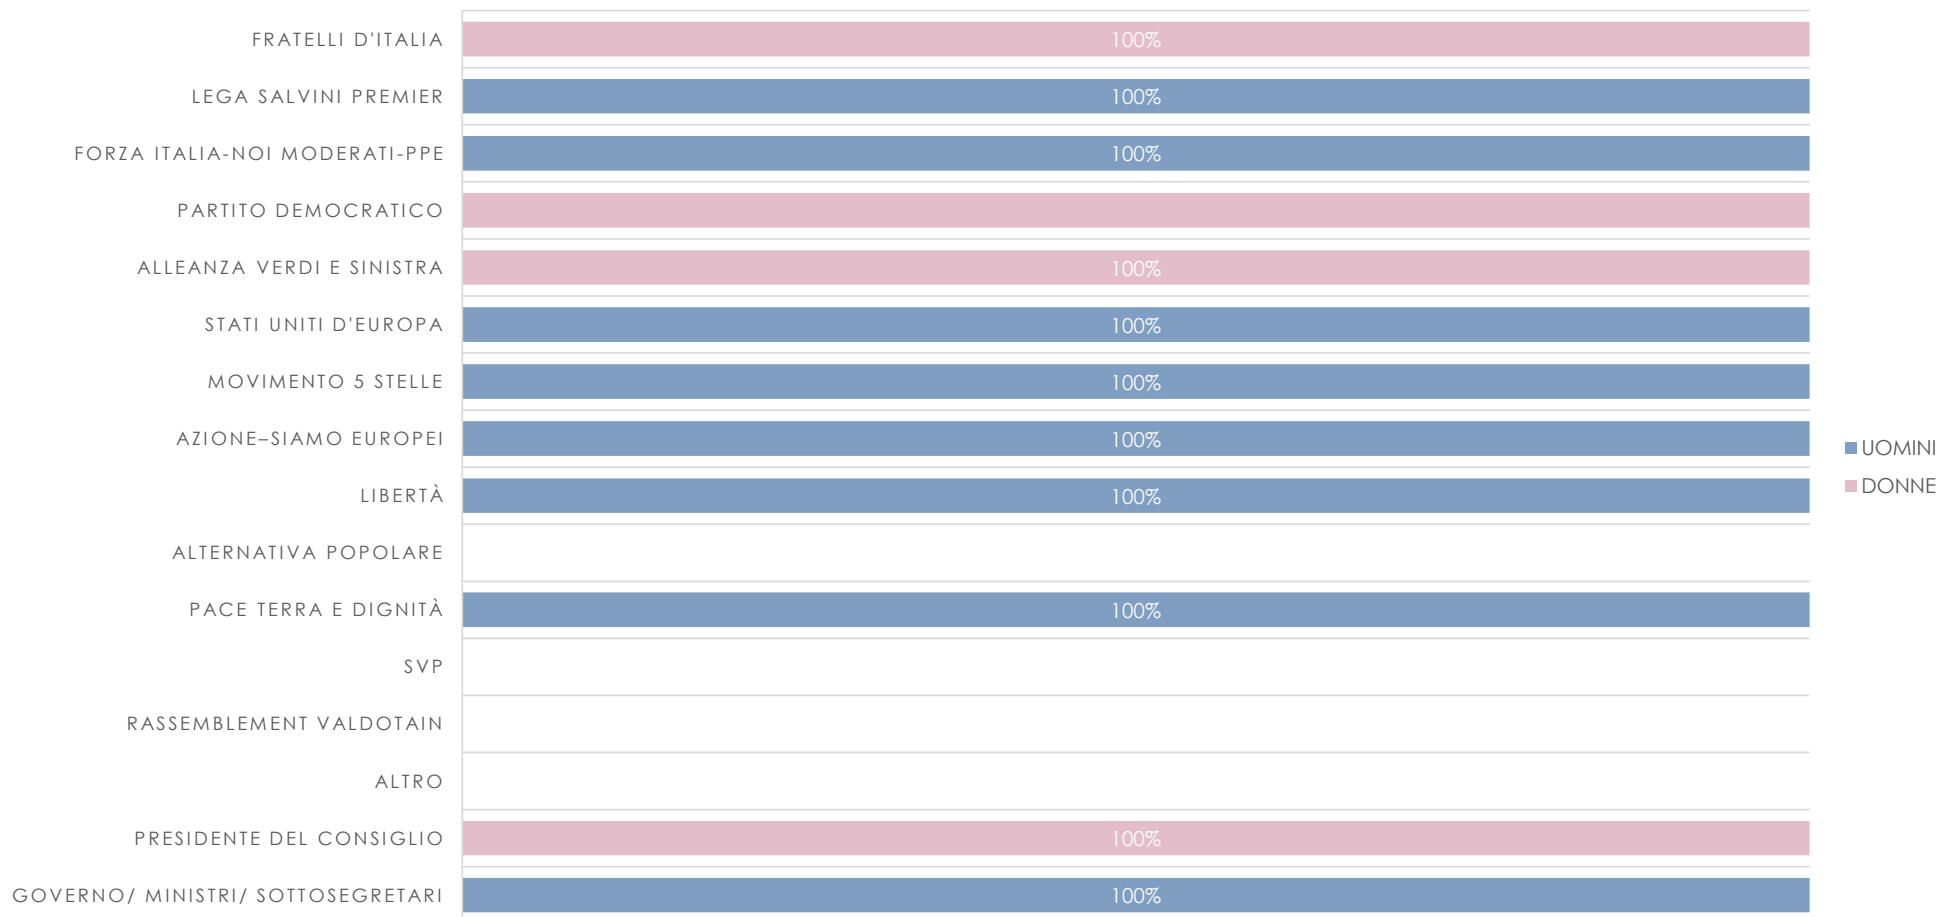 FRATELLI D'ITALIA 100%
LEGA SALVINI PREMIER 100%
FORZA ITALIA-NOI MODERATI-PPE 100%
PARTITO DEMOCRATICO
ALLEANZA VERDI E SINISTRA 100%
STATI UNITI D'EUROPA 100%
MOVIMENTO 5 STELLE 100%
AZIONE–SIAMO EUROPEI 100%
LIBERTÀ 100%
ALTERNATIVA POPOLARE
PACE TERRA E DIGNITÀ 100%
SVP
RASSEMBLEMENT VALDOTAIN
ALTRO
PRESIDENTE DEL CONSIGLIO 100%
GOVERNO/ MINISTRI/ SOTTOSEGRETARI 100%
UOMINI
DONNE